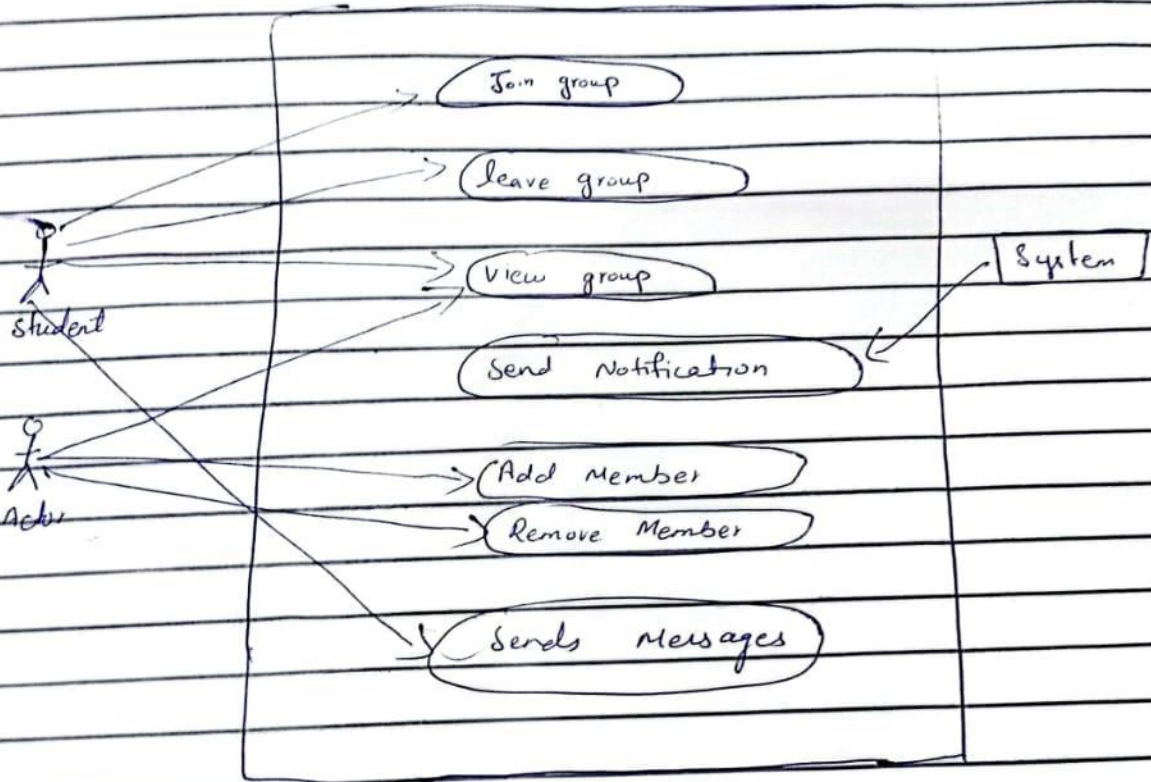 Join group
leave group
View group
System
student
Send Notification
Actor
Add Member
Remove Member
Sends Messages